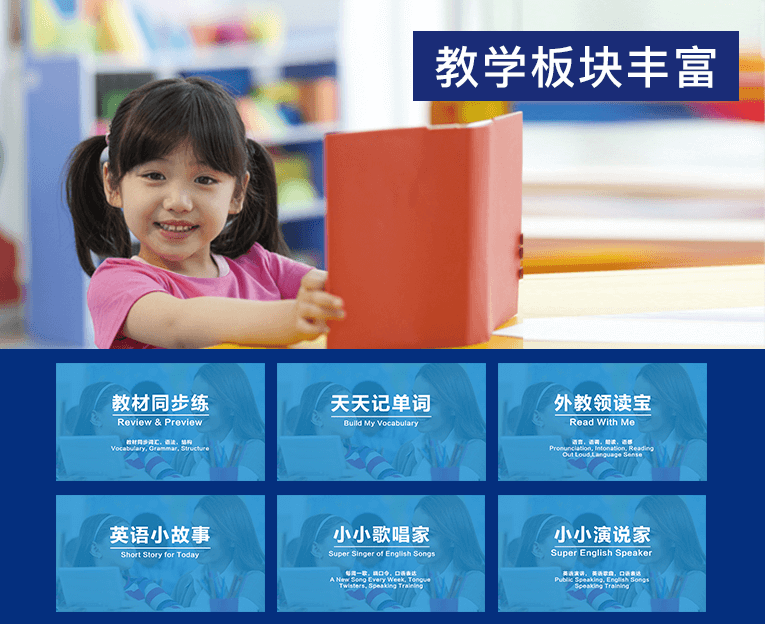 教学板块丰富
教材同步练
Review & Preview
教材同步词汇、语法、结构
Vocabulary, Grammar, Structure
天天记单词
Build My Vocabulary
外教领读宝
Read With Me
语音、语调、朗读、语感
Pronunciation, Intonation, Reading
Out Loud,Language Sense
英语小故事
Short Story for Today
小小歌唱家
Super Singer of English Songs
每周一歌、绕口令、口语表达
A New Song Every Week, Tongue
Twisters, Speaking Training
小小演说家
Super English Speaker
英语演讲、英语歌曲、口语表达
Public Speaking, English Songs
Speaking Training